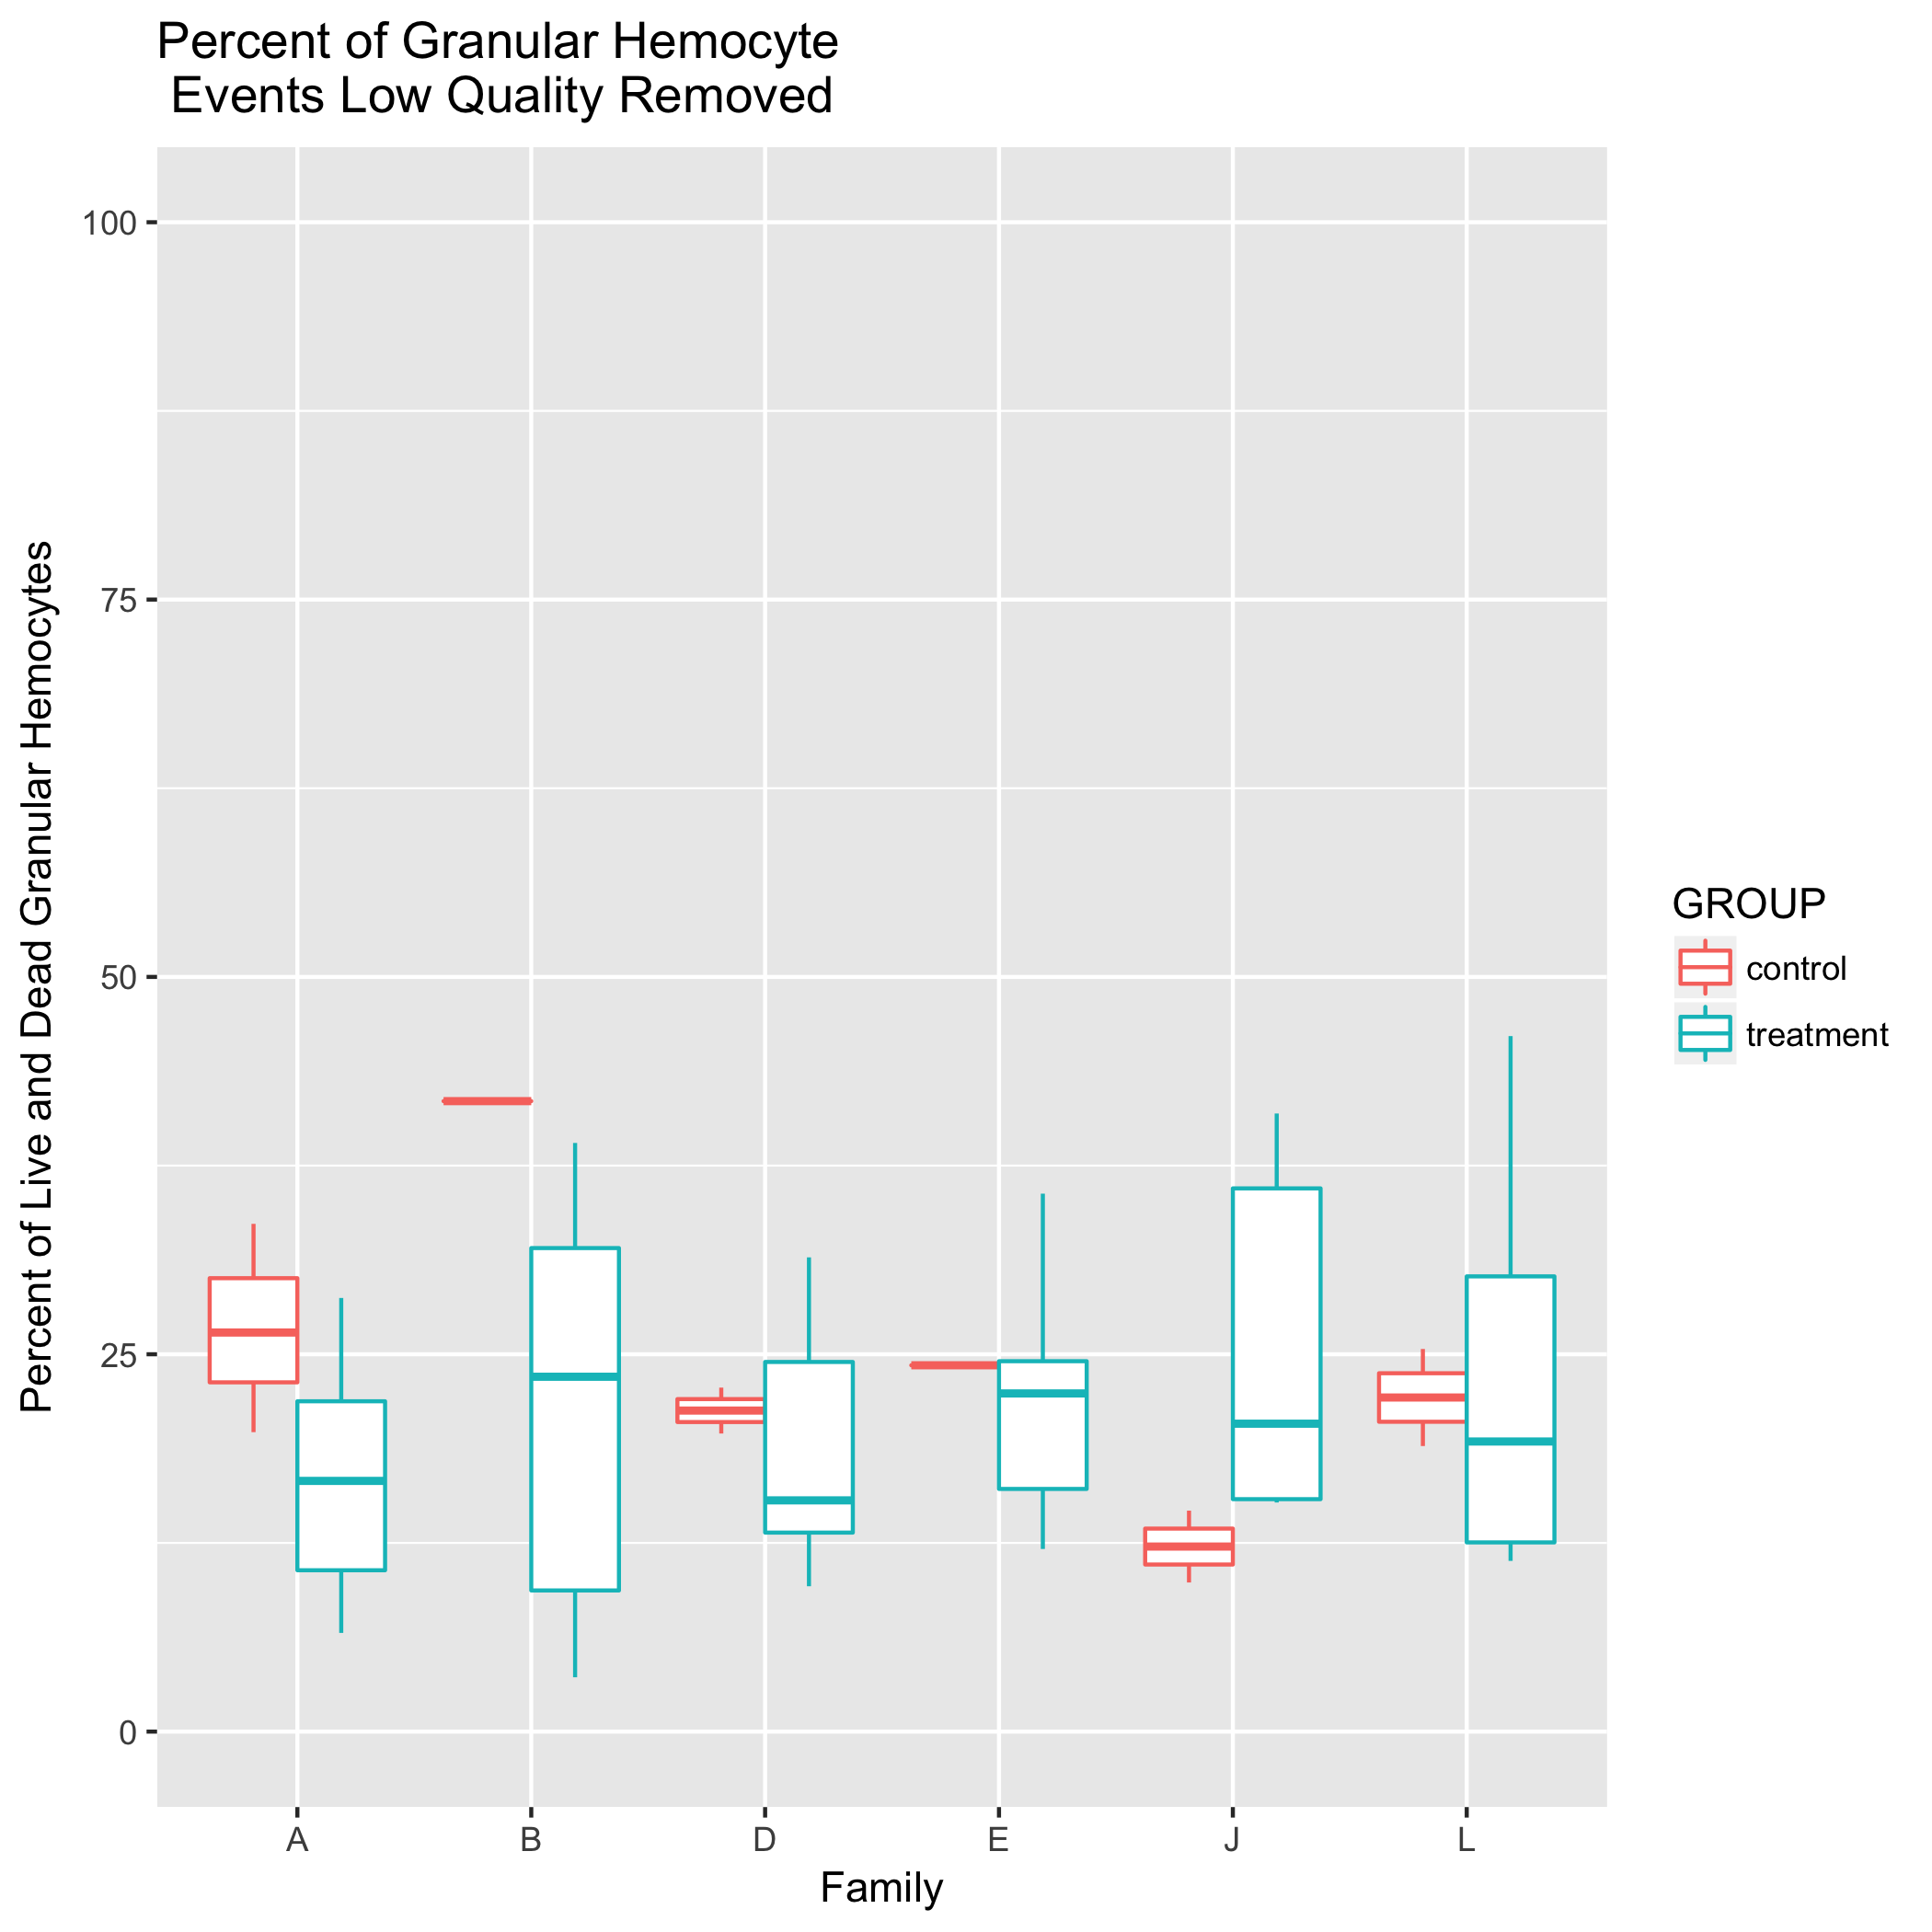 Percent of Granular Hemocyte
Events Low Quality Removed
Percent of Live and Dead Granular Hemocytes
100
75
50
25
0
A
B
D
E
J
L
Family
GROUP
control
treatment